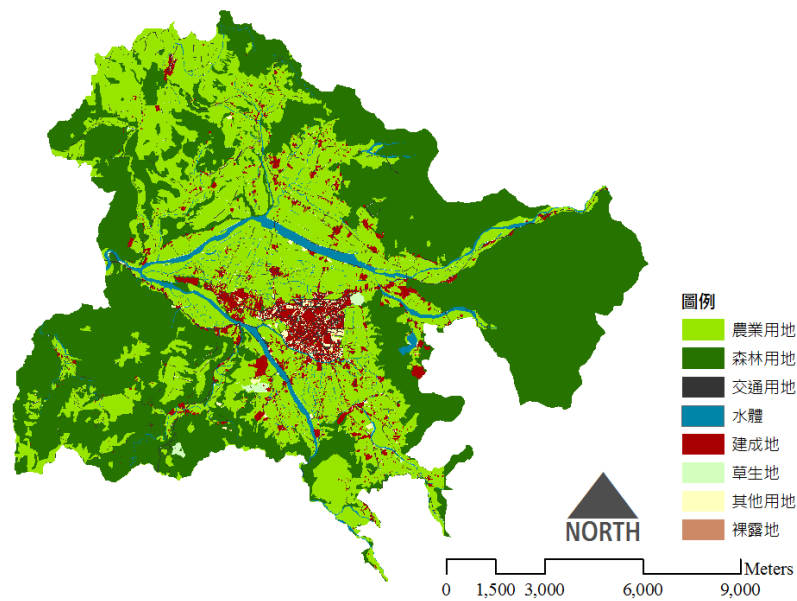 圖例
農業用地
森林用地
交通用地
水體
建成地
草生地
其他用地
裸露地
NORTH
Meters
0 1,500 3,000 6,000 9,000